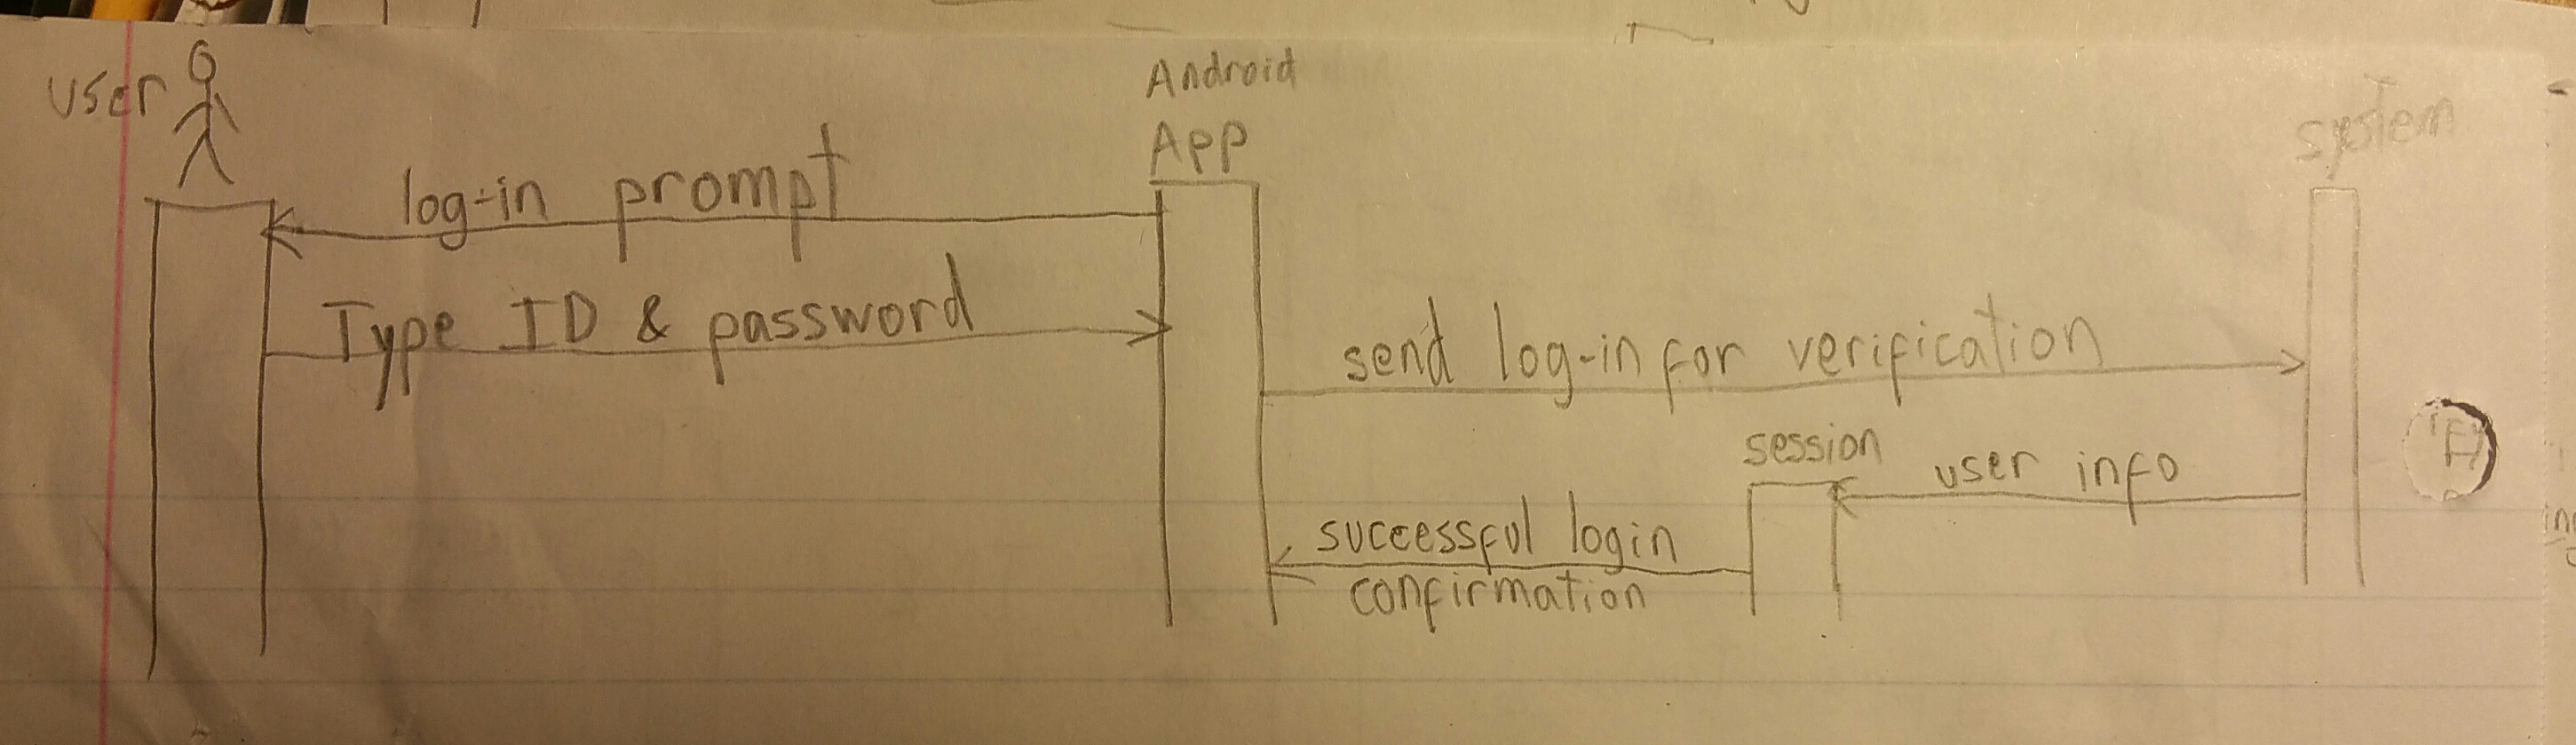 user
Android
App
system
log-in prompt
Type ID & password
send log-in for verification
session
user info
successful login
confirmation